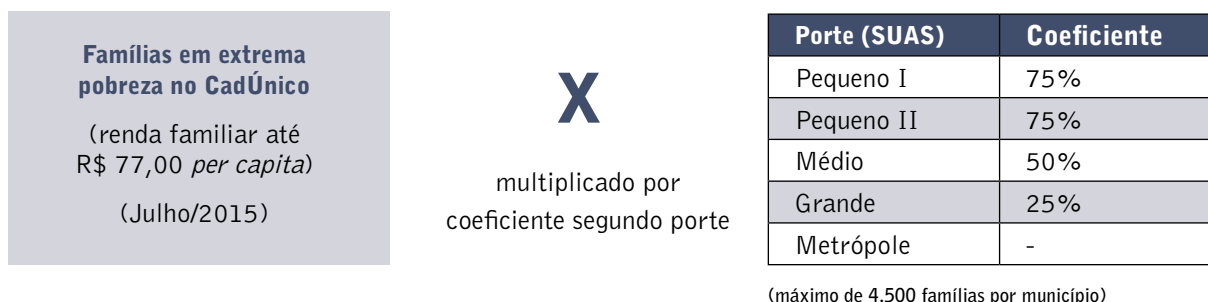 Famílias em extrema
pobreza no CadÚnico
(renda familiar até
R$ 77,00 per capita)
(Julho/2015)
X
multiplicado por
coeficiente segundo porte
Porte (SUAS) Coeficiente
Pequeno I 75%
Pequeno II 75%
Médio 50%
Grande 25%
Metrópole -
(máximo de 4.500 famílias por município)